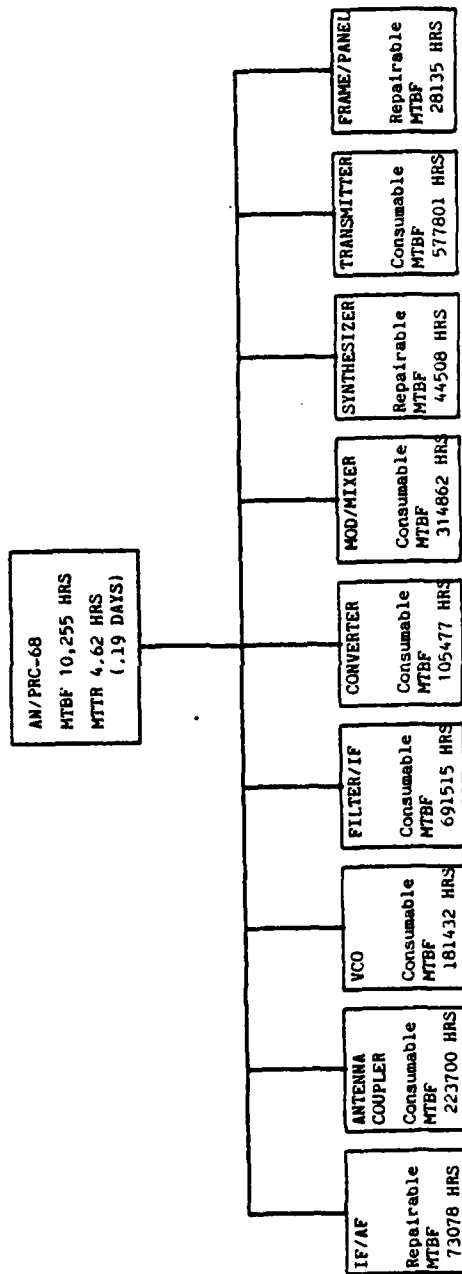 AN/PRC-68
MTBF 10,255 HRS
MTTR 4.62 HRS
(.19 DAYS)
IF/AF
Repairable
MTBF
73078 HRS
ANTENNA
COUPLER
Consumable
MTBF
223700 HRS
VCO
Consumable
MTBF
181432 HRS
FILTER/IF
Consumable
MTBF
691515 HRS
CONVERTER
Consumable
MTBF
105477 HRS
MOD/MIXER
Consumable
MTBF
314862 HRS
SYNTHESIZER
Repairable
MTBF
44508 HRS
TRANSMITTER
Consumable
MTBF
577801 HRS
FRAME/PANEL
Repairable
MTBF
28135 HRS